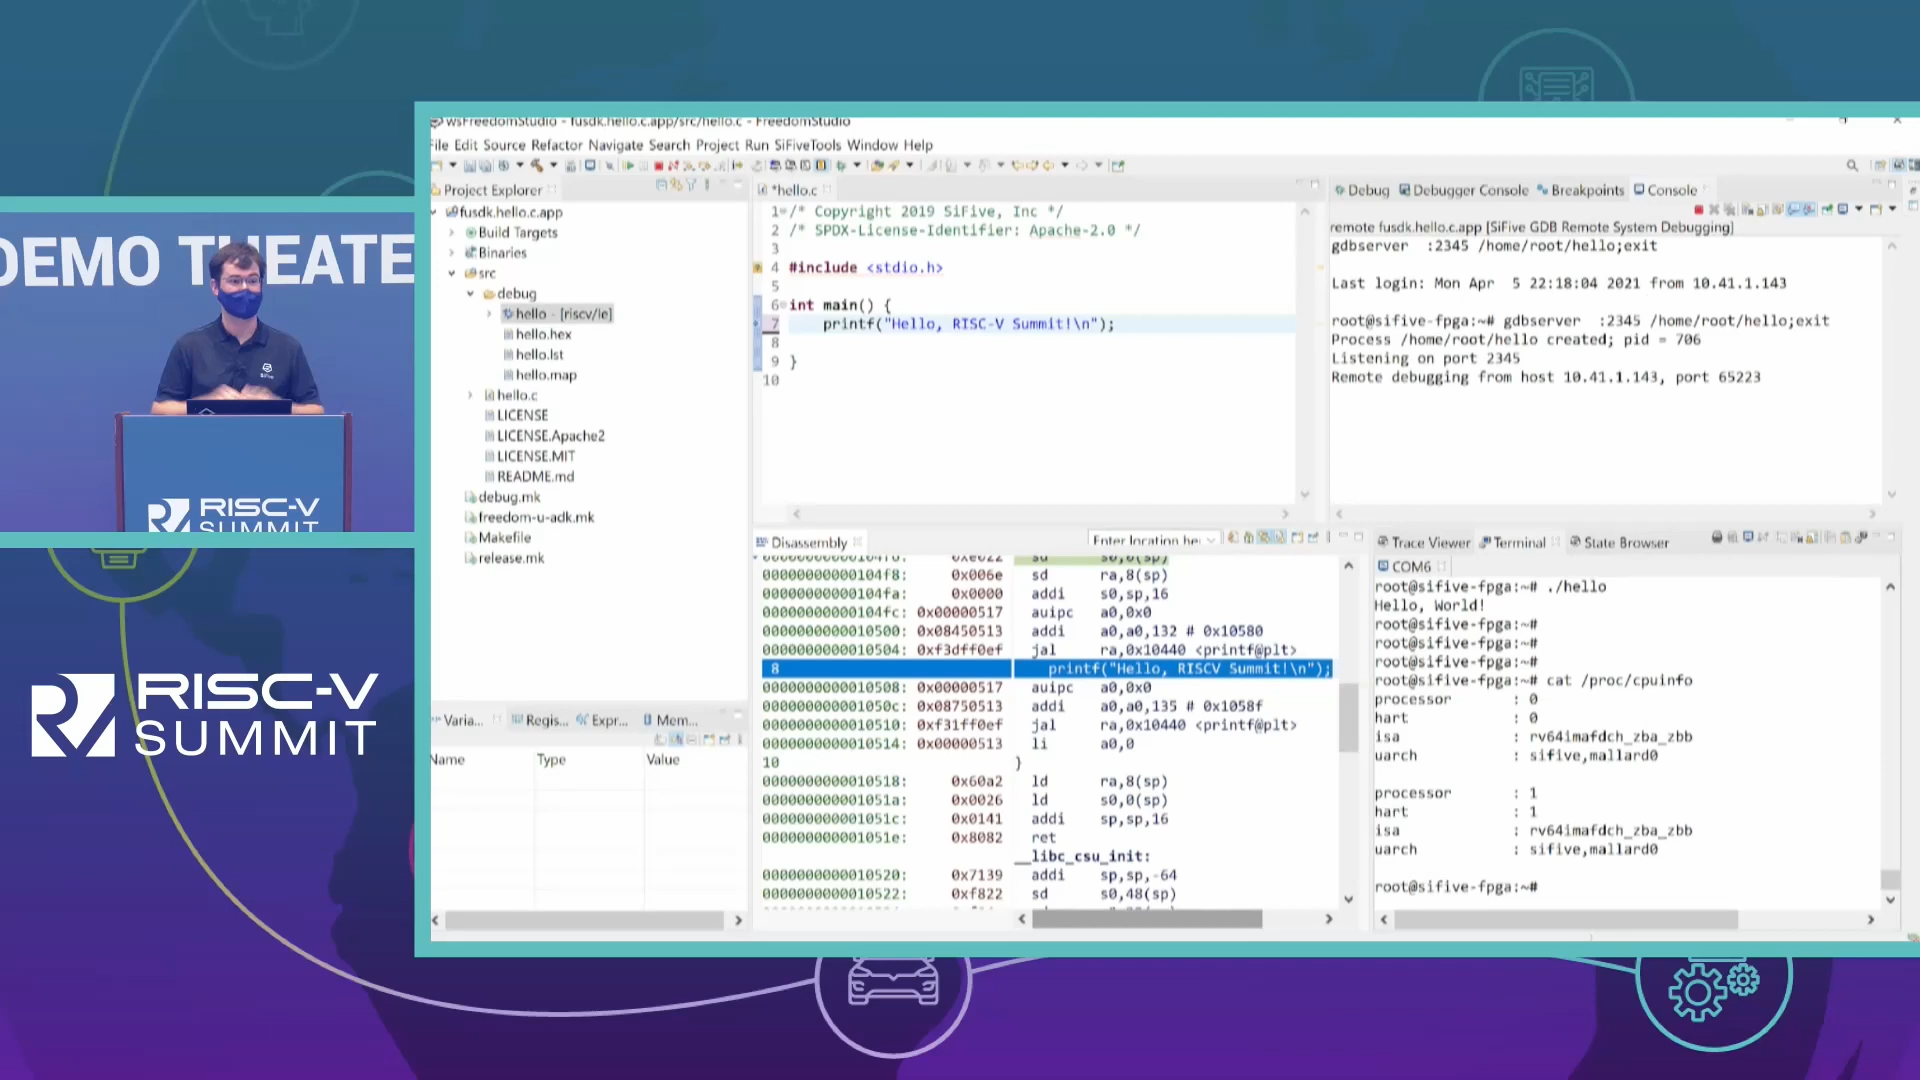 DEMO THEATE
RISC-V
SUMMIT
RISC-V
SUMMIT
wsFreedomStudio - fusdk.hello.c.app/src/hello.c - FreedomStudio
File Edit Source Refactor Navigate Search Project Run SiFiveTools Window Help
Project Explorer
fusdk.hello.c.app
Build Targets
Binaries
src
debug
hello - [riscv/le]
hello.hex
hello.lst
hello.map
hello.c
LICENSE
LICENSE.Apache2
LICENSE.MIT
README.md
debug.mk
freedom-u-adk.mk
Makefile
release.mk
Varia... Regis... Expr... Mem...
Name Type Value
*hello.c
1 /* Copyright 2019 SiFive, Inc */
2 /* SPDX-License-Identifier: Apache-2.0 */
3
4 #include <stdio.h>
5
6 int main() {
7 printf("Hello, RISC-V Summit!\n");
8
9 }
10
Debug Debugger Console Breakpoints Console
remote fusdk.hello.c.app [SiFive GDB Remote System Debugging]
gdbserver :2345 /home/root/hello;exit
Last login: Mon Apr 5 22:18:04 2021 from 10.41.1.143
root@sifive-fpga:~# gdbserver :2345 /home/root/hello;exit
Process /home/root/hello created; pid = 706
Listening on port 2345
Remote debugging from host 10.41.1.143, port 65223
Disassembly Enter location he
00000000000104f6: 0xe022 sd s0,0(sp)
00000000000104f8: 0x006e sd ra,8(sp)
00000000000104fa: 0x0000 addi s0,sp,16
00000000000104fc: 0x00000517 auipc a0,0x0
0000000000010500: 0x08450513 addi a0,a0,132 # 0x10580
0000000000010504: 0xf3dff0ef jal ra,0x10440 <printf@plt>
8 printf("Hello, RISCV Summit!\n");
0000000000010508: 0x00000517 auipc a0,0x0
000000000001050c: 0x08750513 addi a0,a0,135 # 0x1058f
0000000000010510: 0xf31ff0ef jal ra,0x10440 <printf@plt>
0000000000010514: 0x00000513 li a0,0
10 }
0000000000010518: 0x60a2 ld ra,8(sp)
000000000001051a: 0x0026 ld s0,0(sp)
000000000001051c: 0x0141 addi sp,sp,16
000000000001051e: 0x8082 ret
__libc_csu_init:
0000000000010520: 0x7139 addi sp,sp,-64
0000000000010522: 0xf822 sd s0,48(sp)
Trace Viewer Terminal State Browser
COM6
root@sifive-fpga:~# ./hello
Hello, World!
root@sifive-fpga:~#
root@sifive-fpga:~#
root@sifive-fpga:~#
root@sifive-fpga:~# cat /proc/cpuinfo
processor : 0
hart : 0
isa : rv64imafdch_zba_zbb
uarch : sifive,mallard0
processor : 1
hart : 1
isa : rv64imafdch_zba_zbb
uarch : sifive,mallard0
root@sifive-fpga:~#